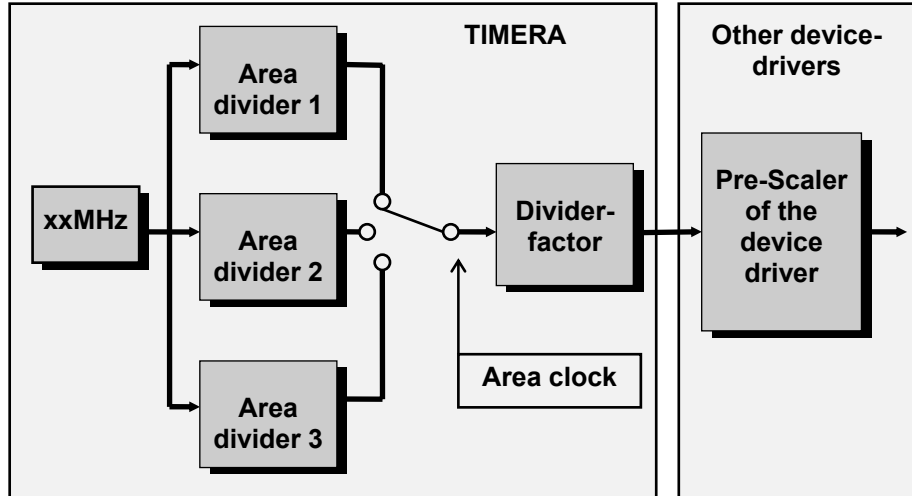 TIMERA
Other device-
drivers
Area
divider 1
xxMHz
Area
divider 2
Area
divider 3
Divider-
factor
Area clock
Pre-Scaler
of the
device
driver